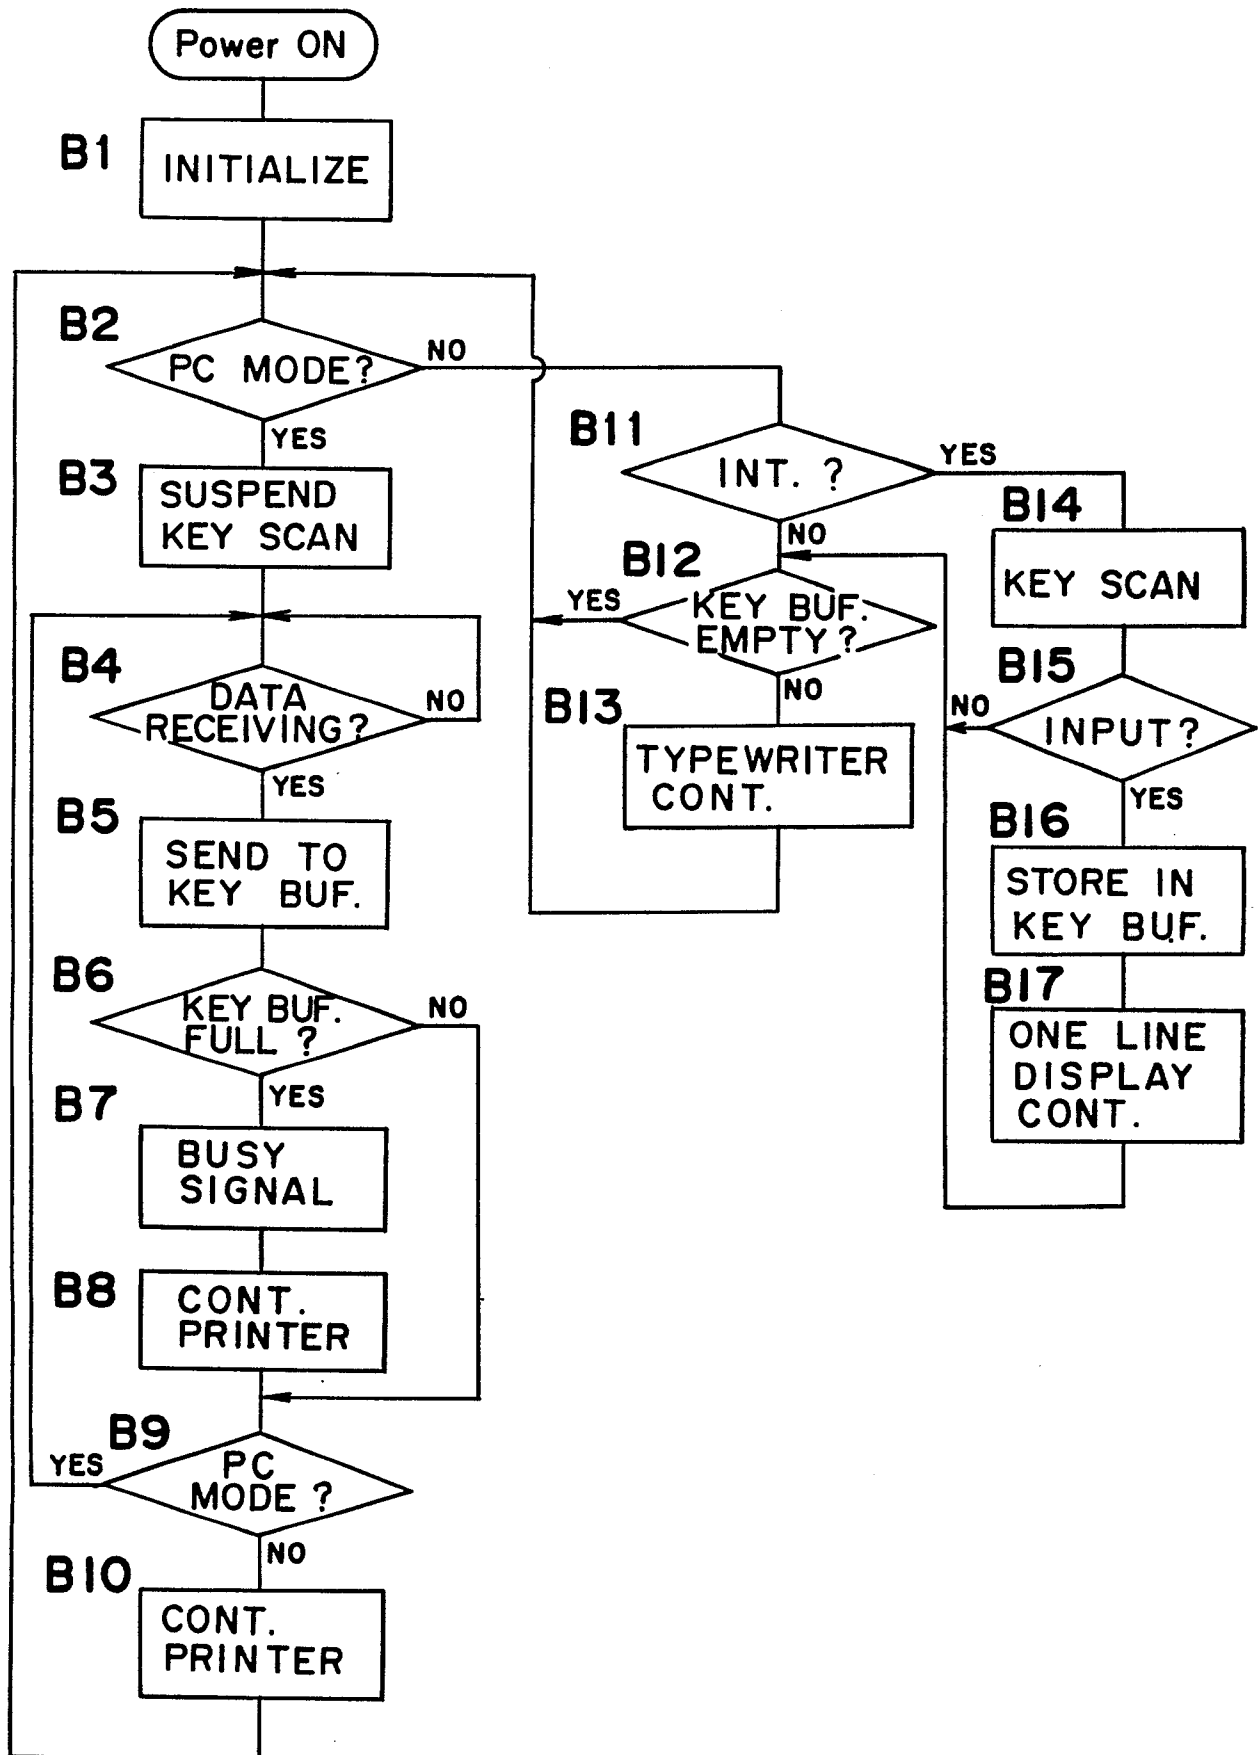 Power ON
B1
INITIALIZE
B2
PC MODE?
NO
YES
B3
SUSPEND
KEY SCAN
B4
DATA
RECEIVING?
NO
YES
B5
SEND TO
KEY BUF.
B6
KEY BUF.
FULL ?
NO
YES
B7
BUSY
SIGNAL
B8
CONT.
PRINTER
B9
PC
MODE ?
YES
NO
B10
CONT.
PRINTER
B11
INT. ?
YES
NO
B12
KEY BUF.
EMPTY?
YES
NO
B13
TYPEWRITER
CONT.
B14
KEY SCAN
B15
INPUT?
NO
YES
B16
STORE IN
KEY BUF.
B17
ONE LINE
DISPLAY
CONT.